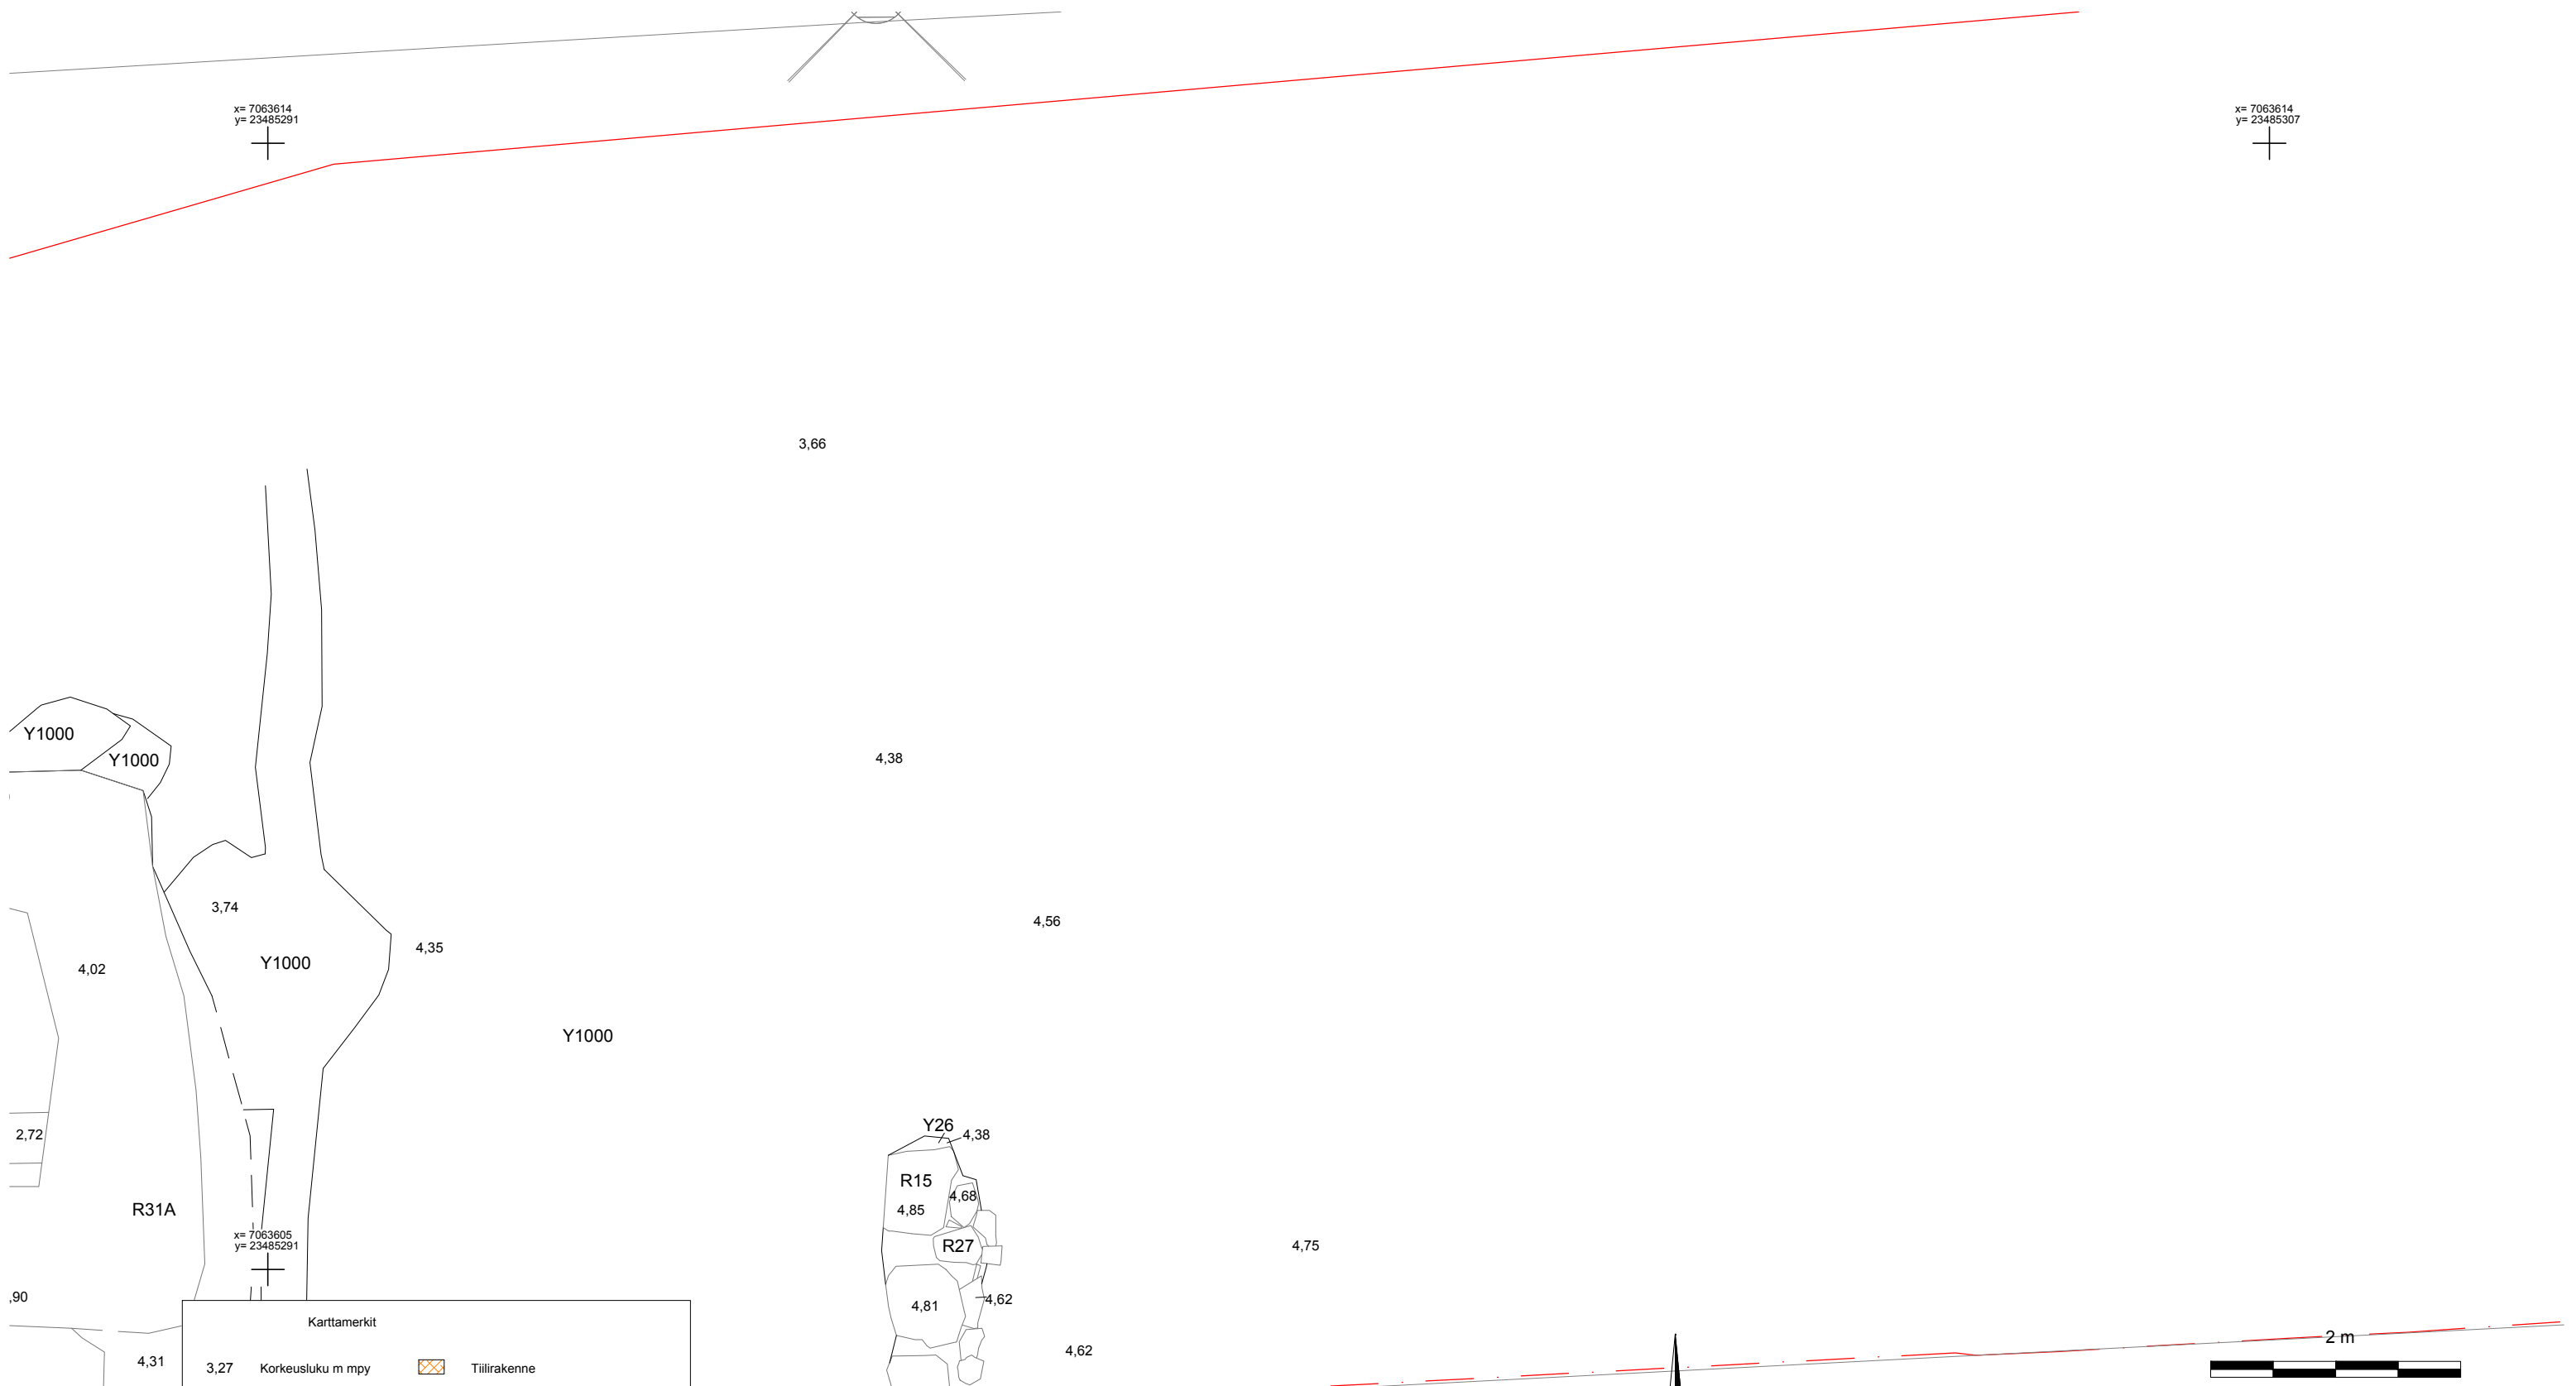 x= 7063614
y= 23485291
x= 7063614
y= 23485307
3,66
Y1000
Y1000
4,38
3,74
4,56
4,35
Y1000
4,02
Y1000
Y26
4,38
2,72
R15
4,68
R31A
4,85
x= 7063605
y= 23485291
R27
4,75
,90
4,81
4,62
Karttamerkit
2 m
4,62
4,31
3,27 Korkeusluku m mpy Tiilirakenne